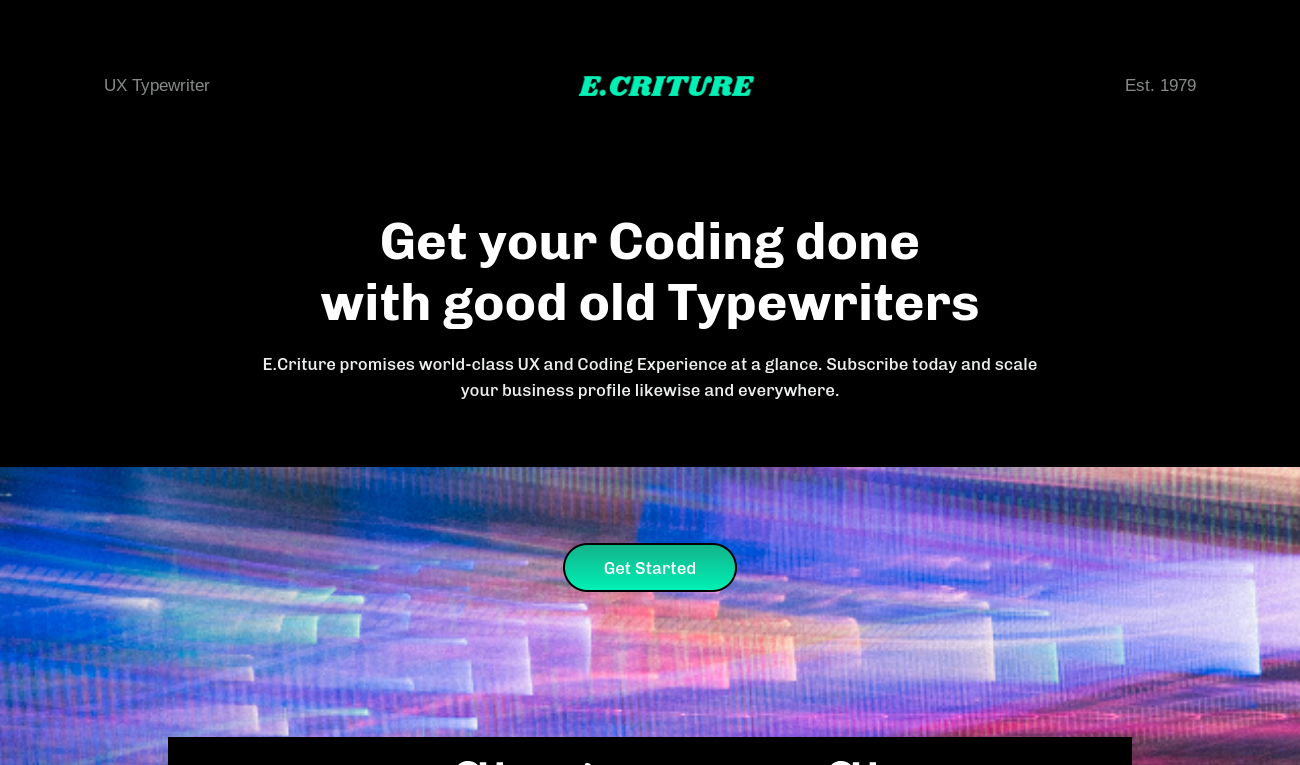 UX Typewriter
E.CRITURE
Est. 1979
Get your Coding done
with good old Typewriters
E.Criture promises world-class UX and Coding Experience at a glance. Subscribe today and scale
your business profile likewise and everywhere.
Get Started